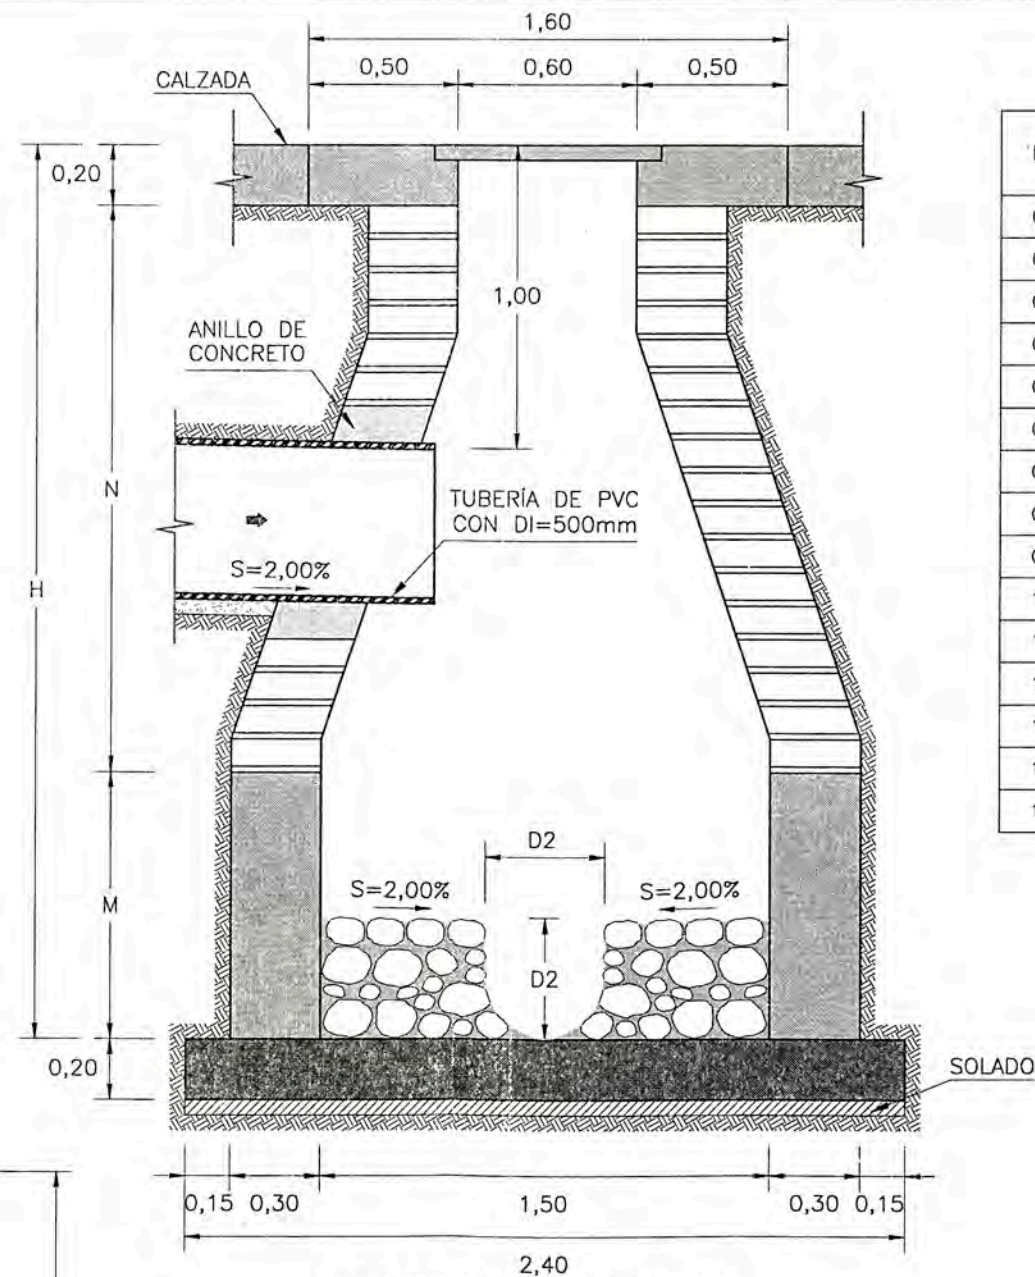 1,60
0,50 0,60 0,50
CALZADA
0,20
1,00
ANILLO DE
CONCRETO
N
TUBERÍA DE PVC
CON DI=500mm
H
S=2,00%
D2
M
S=2,00% S=2,00%
D2
0,20
SOLADO
0,15 0,30 1,50 0,30 0,15
2,40